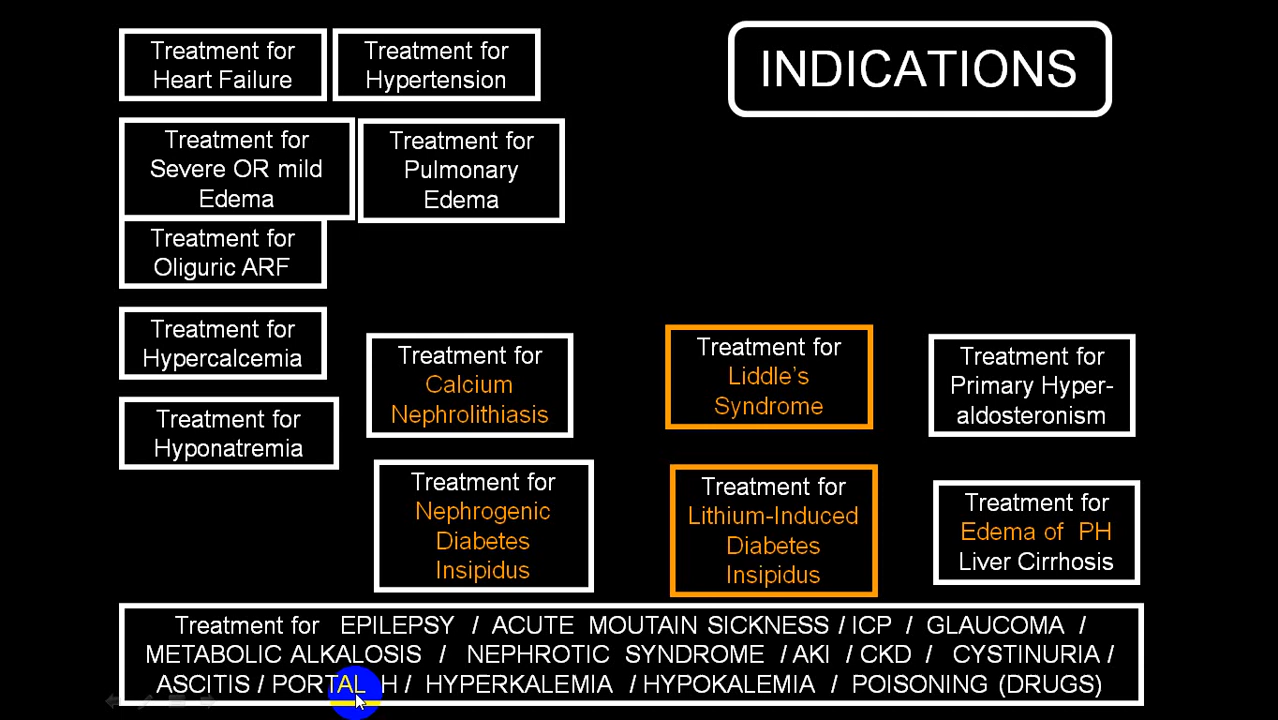 INDICATIONS
Treatment for
Heart Failure
Treatment for
Hypertension
Treatment for
Severe OR mild
Edema
Treatment for
Pulmonary
Edema
Treatment for
Oliguric ARF
Treatment for
Hypercalcemia
Treatment for
Hyponatremia
Treatment for
Calcium
Nephrolithiasis
Treatment for
Liddle's
Syndrome
Treatment for
Primary Hyper-
aldosteronism
Treatment for
Nephrogenic
Diabetes
Insipidus
Treatment for
Lithium-Induced
Diabetes
Insipidus
Treatment for
Edema of PH
Liver Cirrhosis
Treatment for EPILEPSY / ACUTE MOUTAIN SICKNESS / ICP / GLAUCOMA /
METABOLIC ALKALOSIS / NEPHROTIC SYNDROME / AKI / CKD / CYSTINURIA /
ASCITIS / PORTAL H / HYPERKALEMIA / HYPOKALEMIA / POISONING (DRUGS)